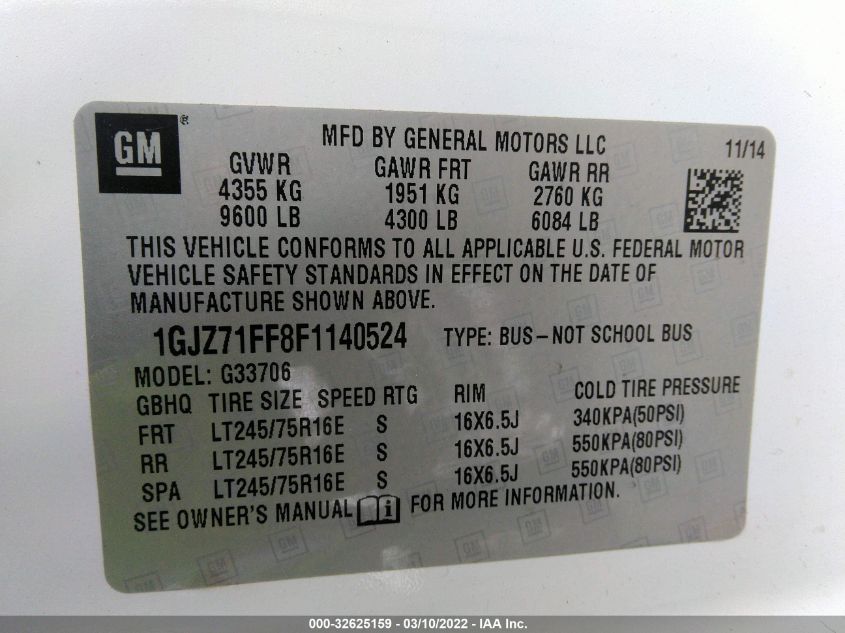 GM ®
MFD BY GENERAL MOTORS LLC 11/14
GVWR GAWR FRT GAWR RR
4355 KG 1951 KG 2760 KG
9600 LB 4300 LB 6084 LB
THIS VEHICLE CONFORMS TO ALL APPLICABLE U.S. FEDERAL MOTOR
VEHICLE SAFETY STANDARDS IN EFFECT ON THE DATE OF
MANUFACTURE SHOWN ABOVE.
1GJZ71FF8F1140524 TYPE: BUS–NOT SCHOOL BUS
MODEL: G33706
GBHQ TIRE SIZE SPEED RTG RIM COLD TIRE PRESSURE
FRT LT245/75R16E S 16X6.5J 340KPA(50PSI)
RR LT245/75R16E S 16X6.5J 550KPA(80PSI)
SPA LT245/75R16E S 16X6.5J 550KPA(80PSI)
SEE OWNER'S MANUAL i FOR MORE INFORMATION.
000-32625159 — 03/10/2022 — IAA Inc.